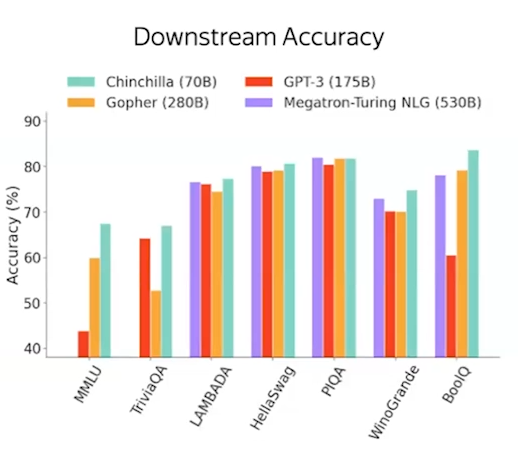 Downstream Accuracy
Chinchilla (70B)
GPT-3 (175B)
Gopher (280B)
Megatron-Turing NLG (530B)
Accuracy (%)
90
80
70
60
50
40
MMLU
TriviaQA
LAMBADA
HellaSwag
PIQA
WinoGrande
BoolQ